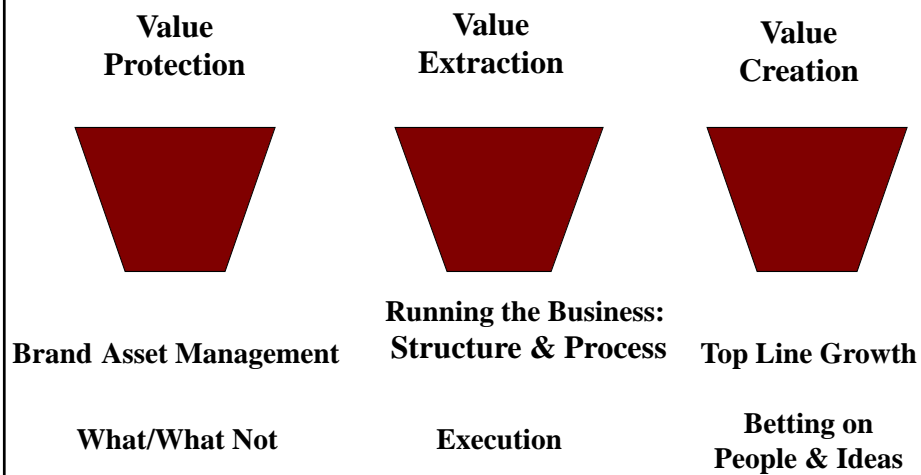 Value
Protection
Value
Extraction
Value
Creation
Brand Asset Management
Running the Business:
Structure & Process
Top Line Growth
What/What Not
Execution
Betting on
People & Ideas